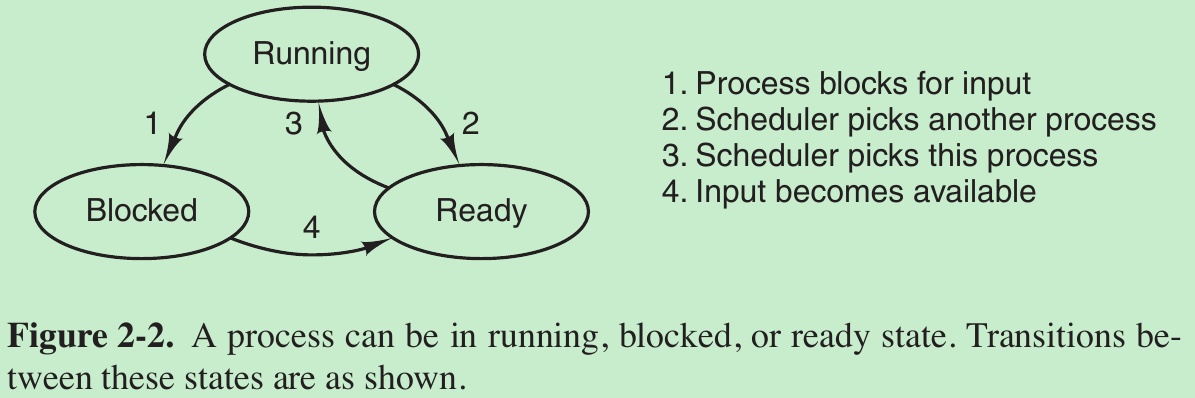 Running
1
3
2
Blocked
4
Ready
1. Process blocks for input
2. Scheduler picks another process
3. Scheduler picks this process
4. Input becomes available
Figure 2-2. A process can be in running, blocked, or ready state. Transitions be-
tween these states are as shown.